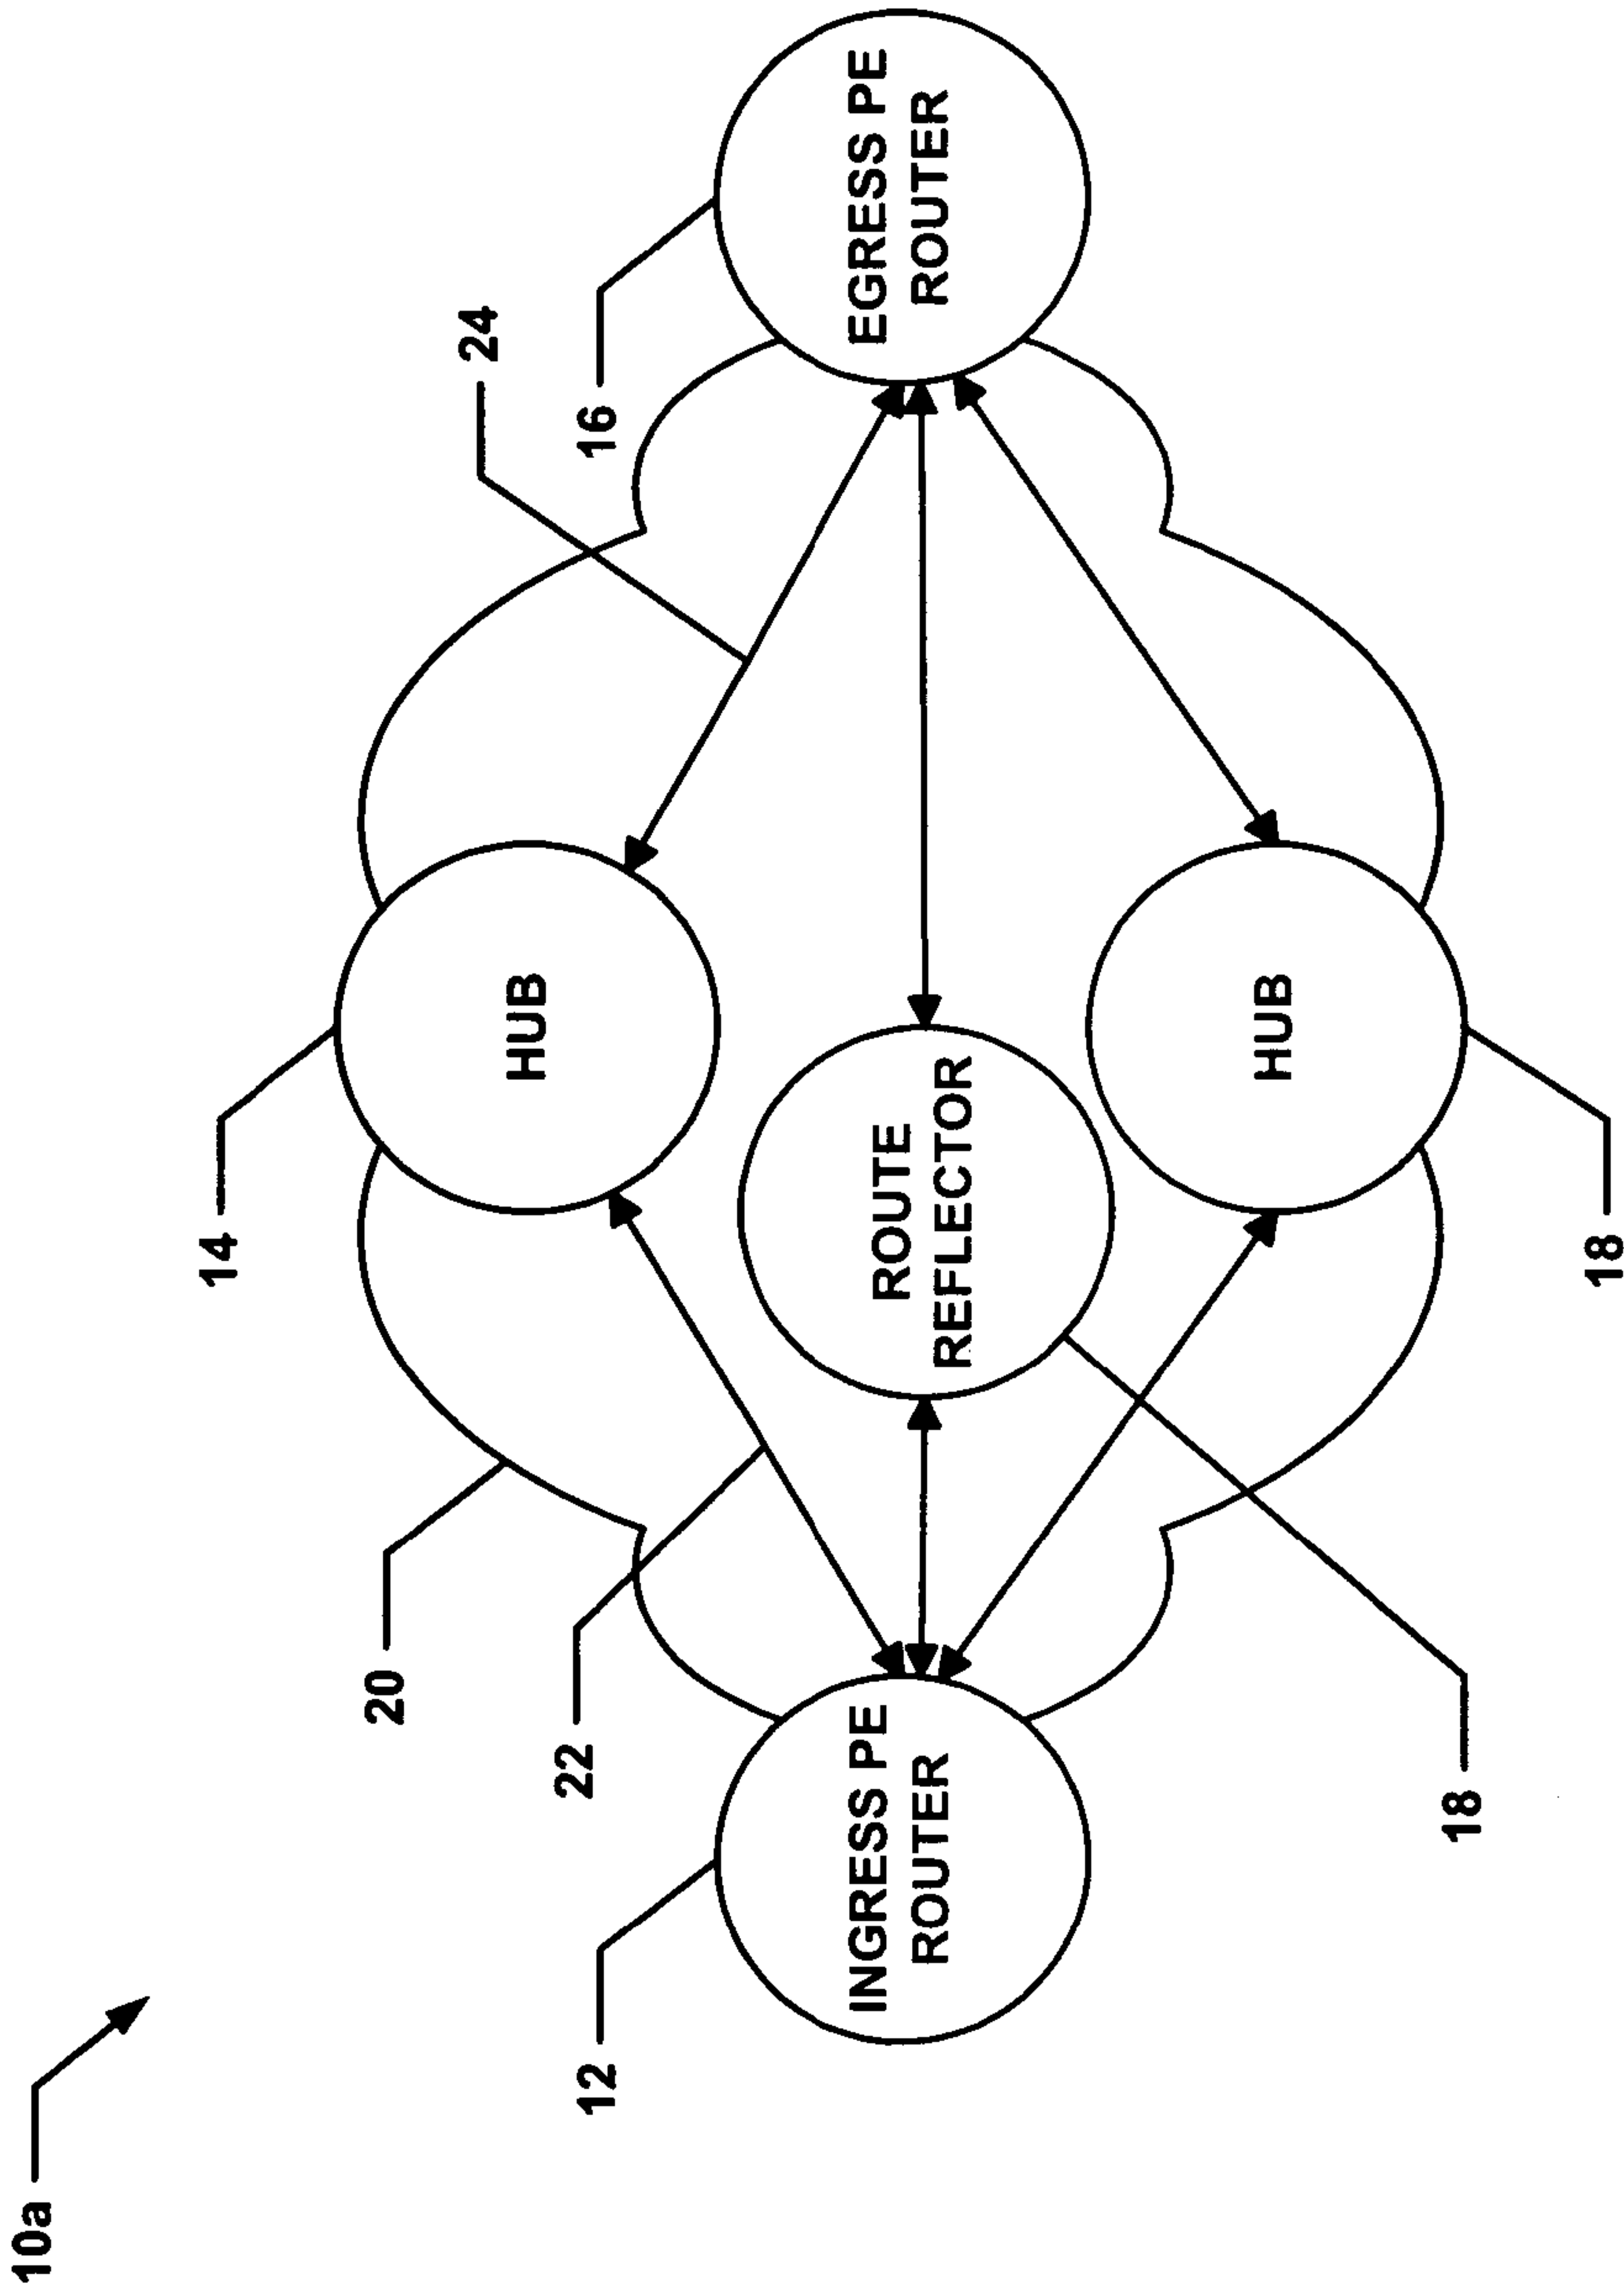 10a
14
20
24
22
16
12
HUB
INGRESS PE
ROUTER
ROUTE
REFLECTOR
EGRESS PE
ROUTER
HUB
18
18